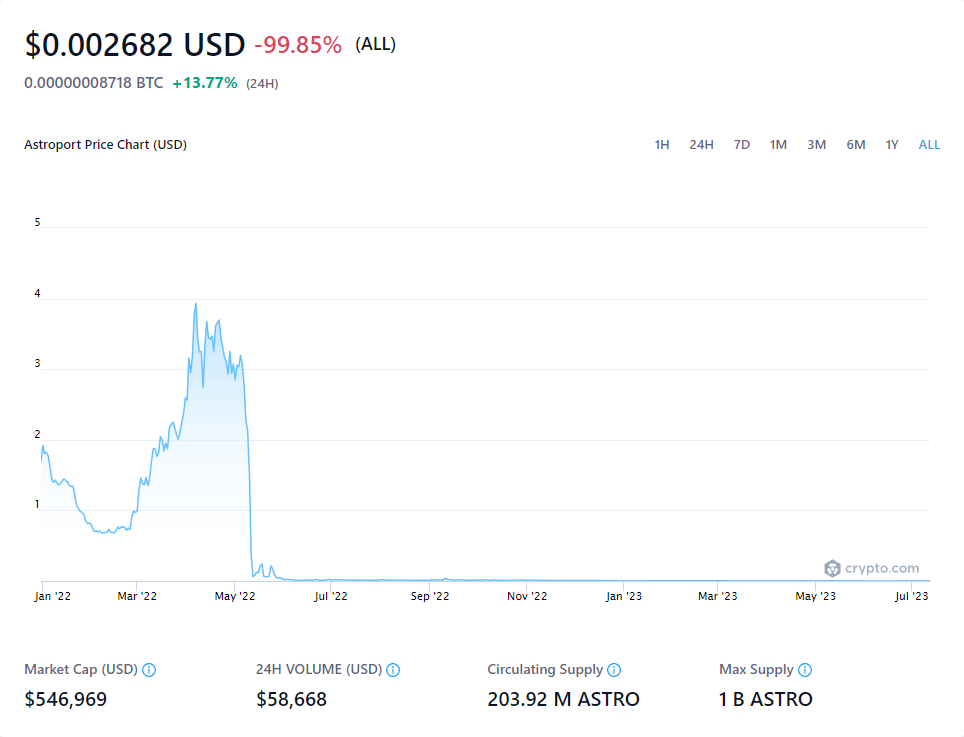 $0.002682 USD -99.85% (ALL)
0.00000008718 BTC +13.77% (24H)
Astroport Price Chart (USD) 1H 24H 7D 1M 3M 6M 1Y ALL
5
4
3
2
1
crypto.com
Jan '22 Mar '22 May '22 Jul '22 Sep '22 Nov '22 Jan '23 Mar '23 May '23 Jul '23
Market Cap (USD) 24H VOLUME (USD) Circulating Supply Max Supply
$546,969 $58,668 203.92 M ASTRO 1 B ASTRO